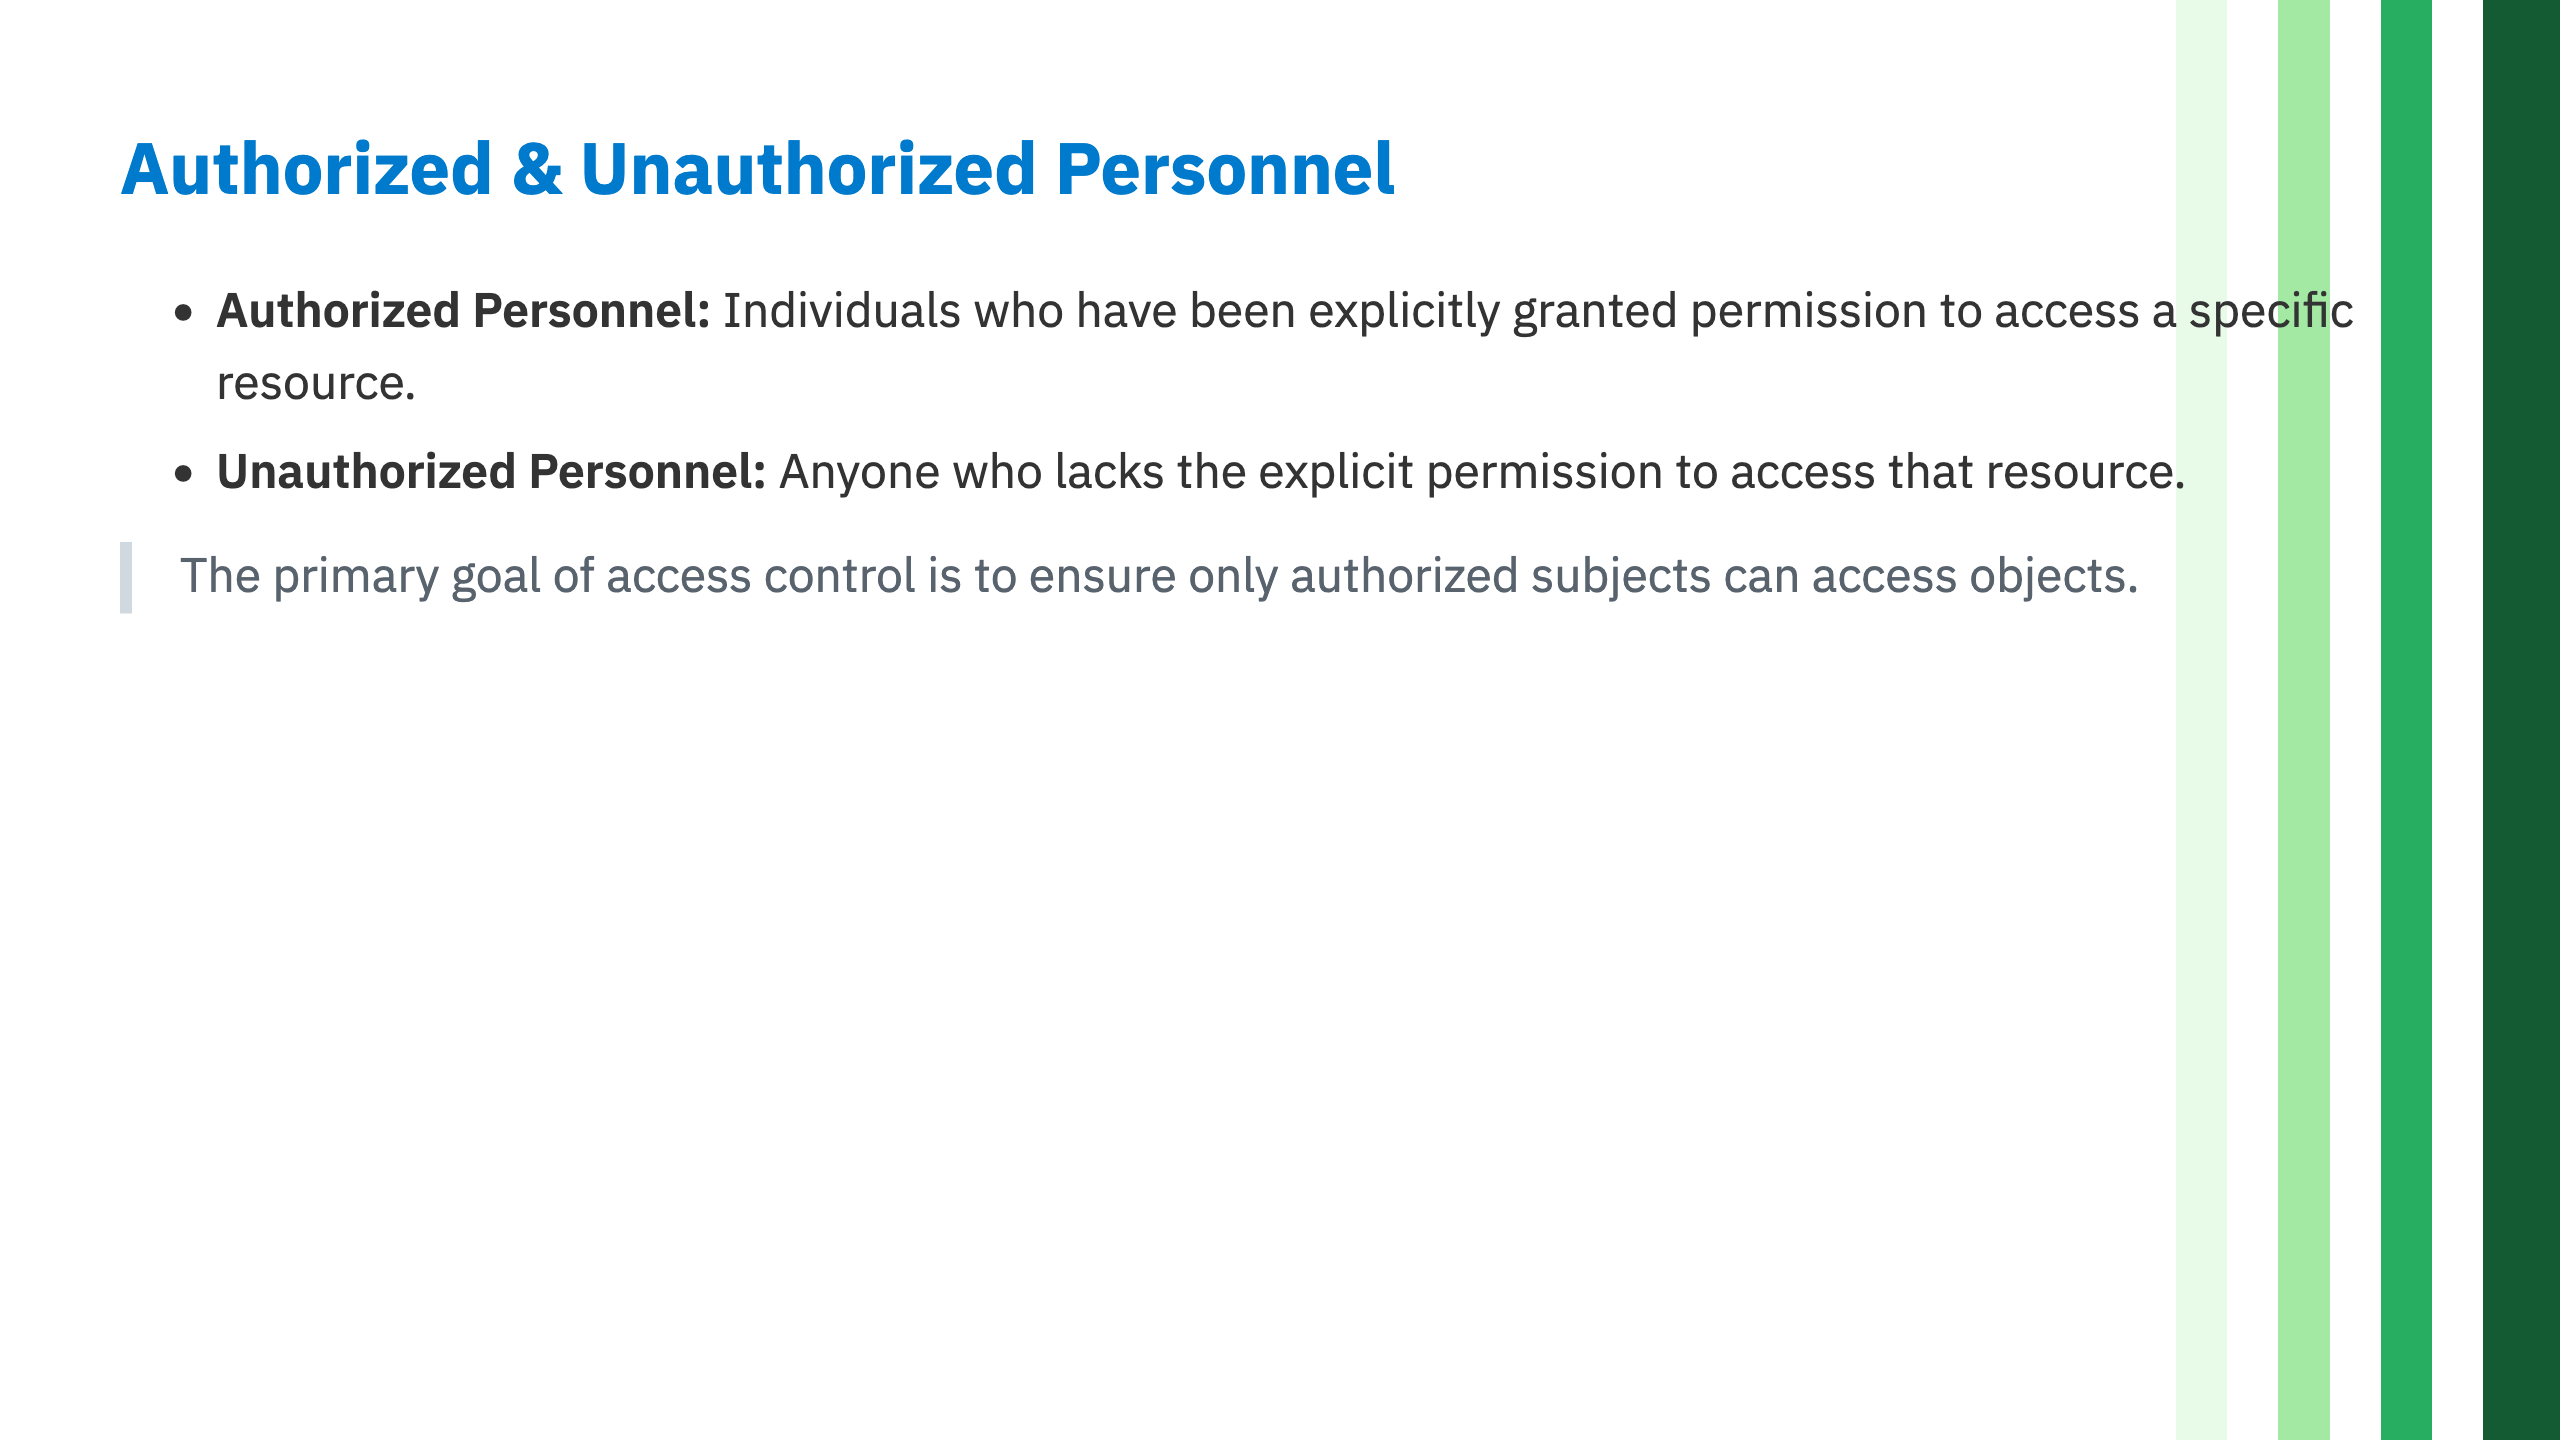 Authorized & Unauthorized Personnel
• Authorized Personnel: Individuals who have been explicitly granted permission to access a specific
resource.
• Unauthorized Personnel: Anyone who lacks the explicit permission to access that resource.
The primary goal of access control is to ensure only authorized subjects can access objects.